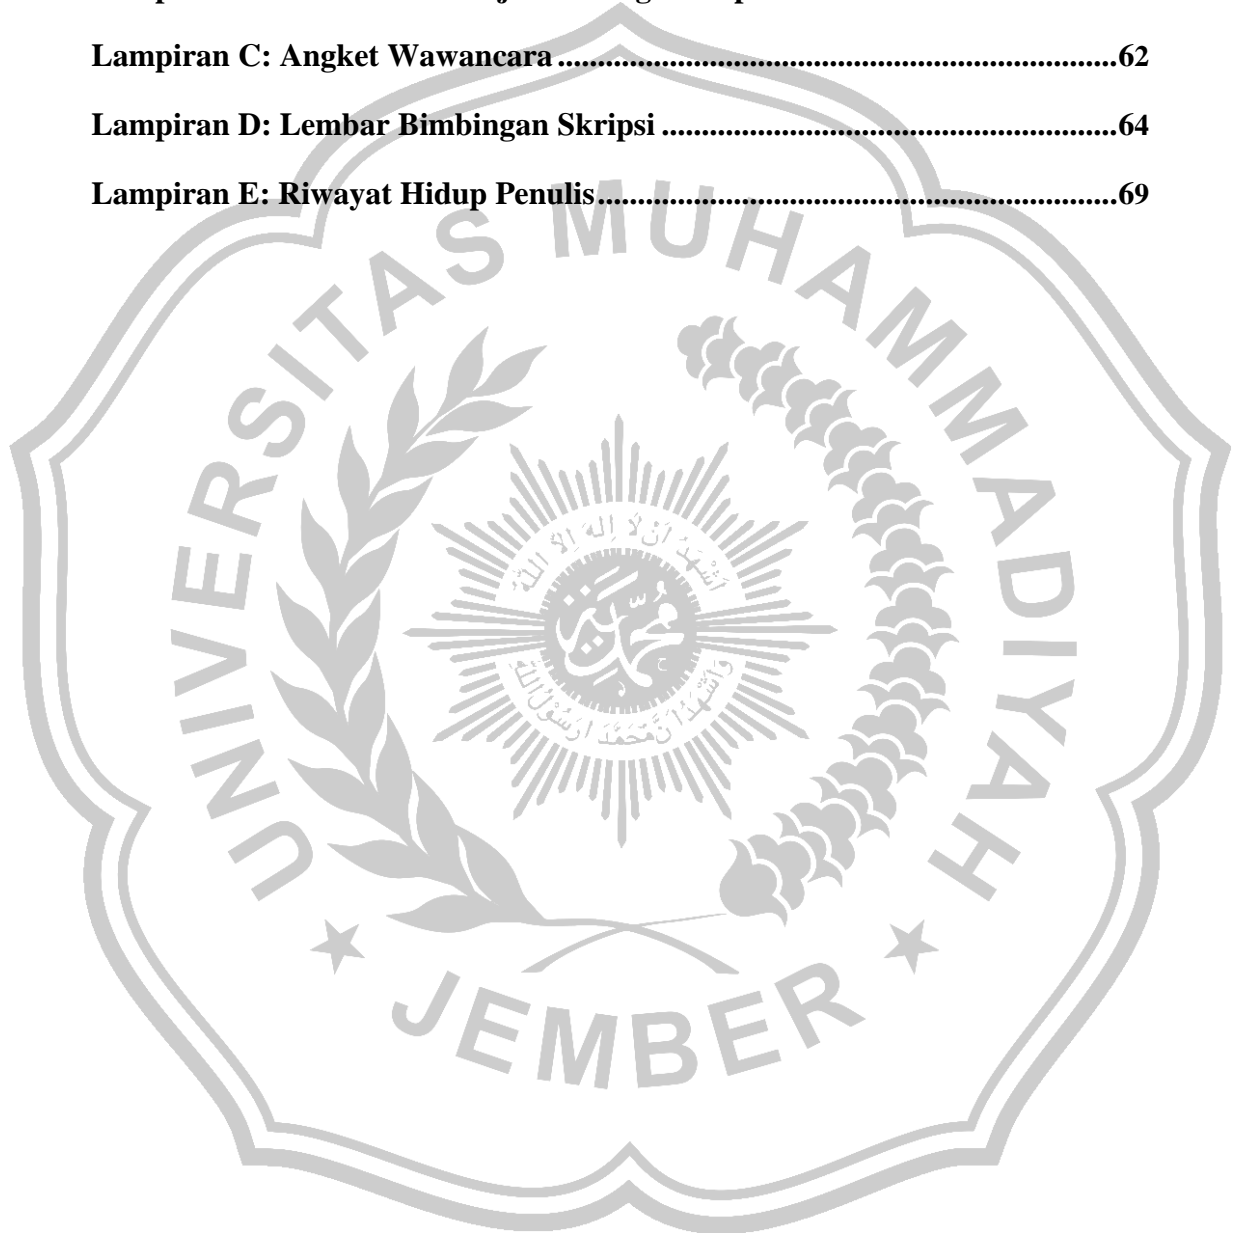 Lampiran C: Angket Wawancara......................................................................62
Lampiran D: Lembar Bimbingan Skripsi.........................................................64
Lampiran E: Riwayat Hidup Penulis.................................................................69
UNIVERSITAS MUHAMMADIYAH
JEMBER